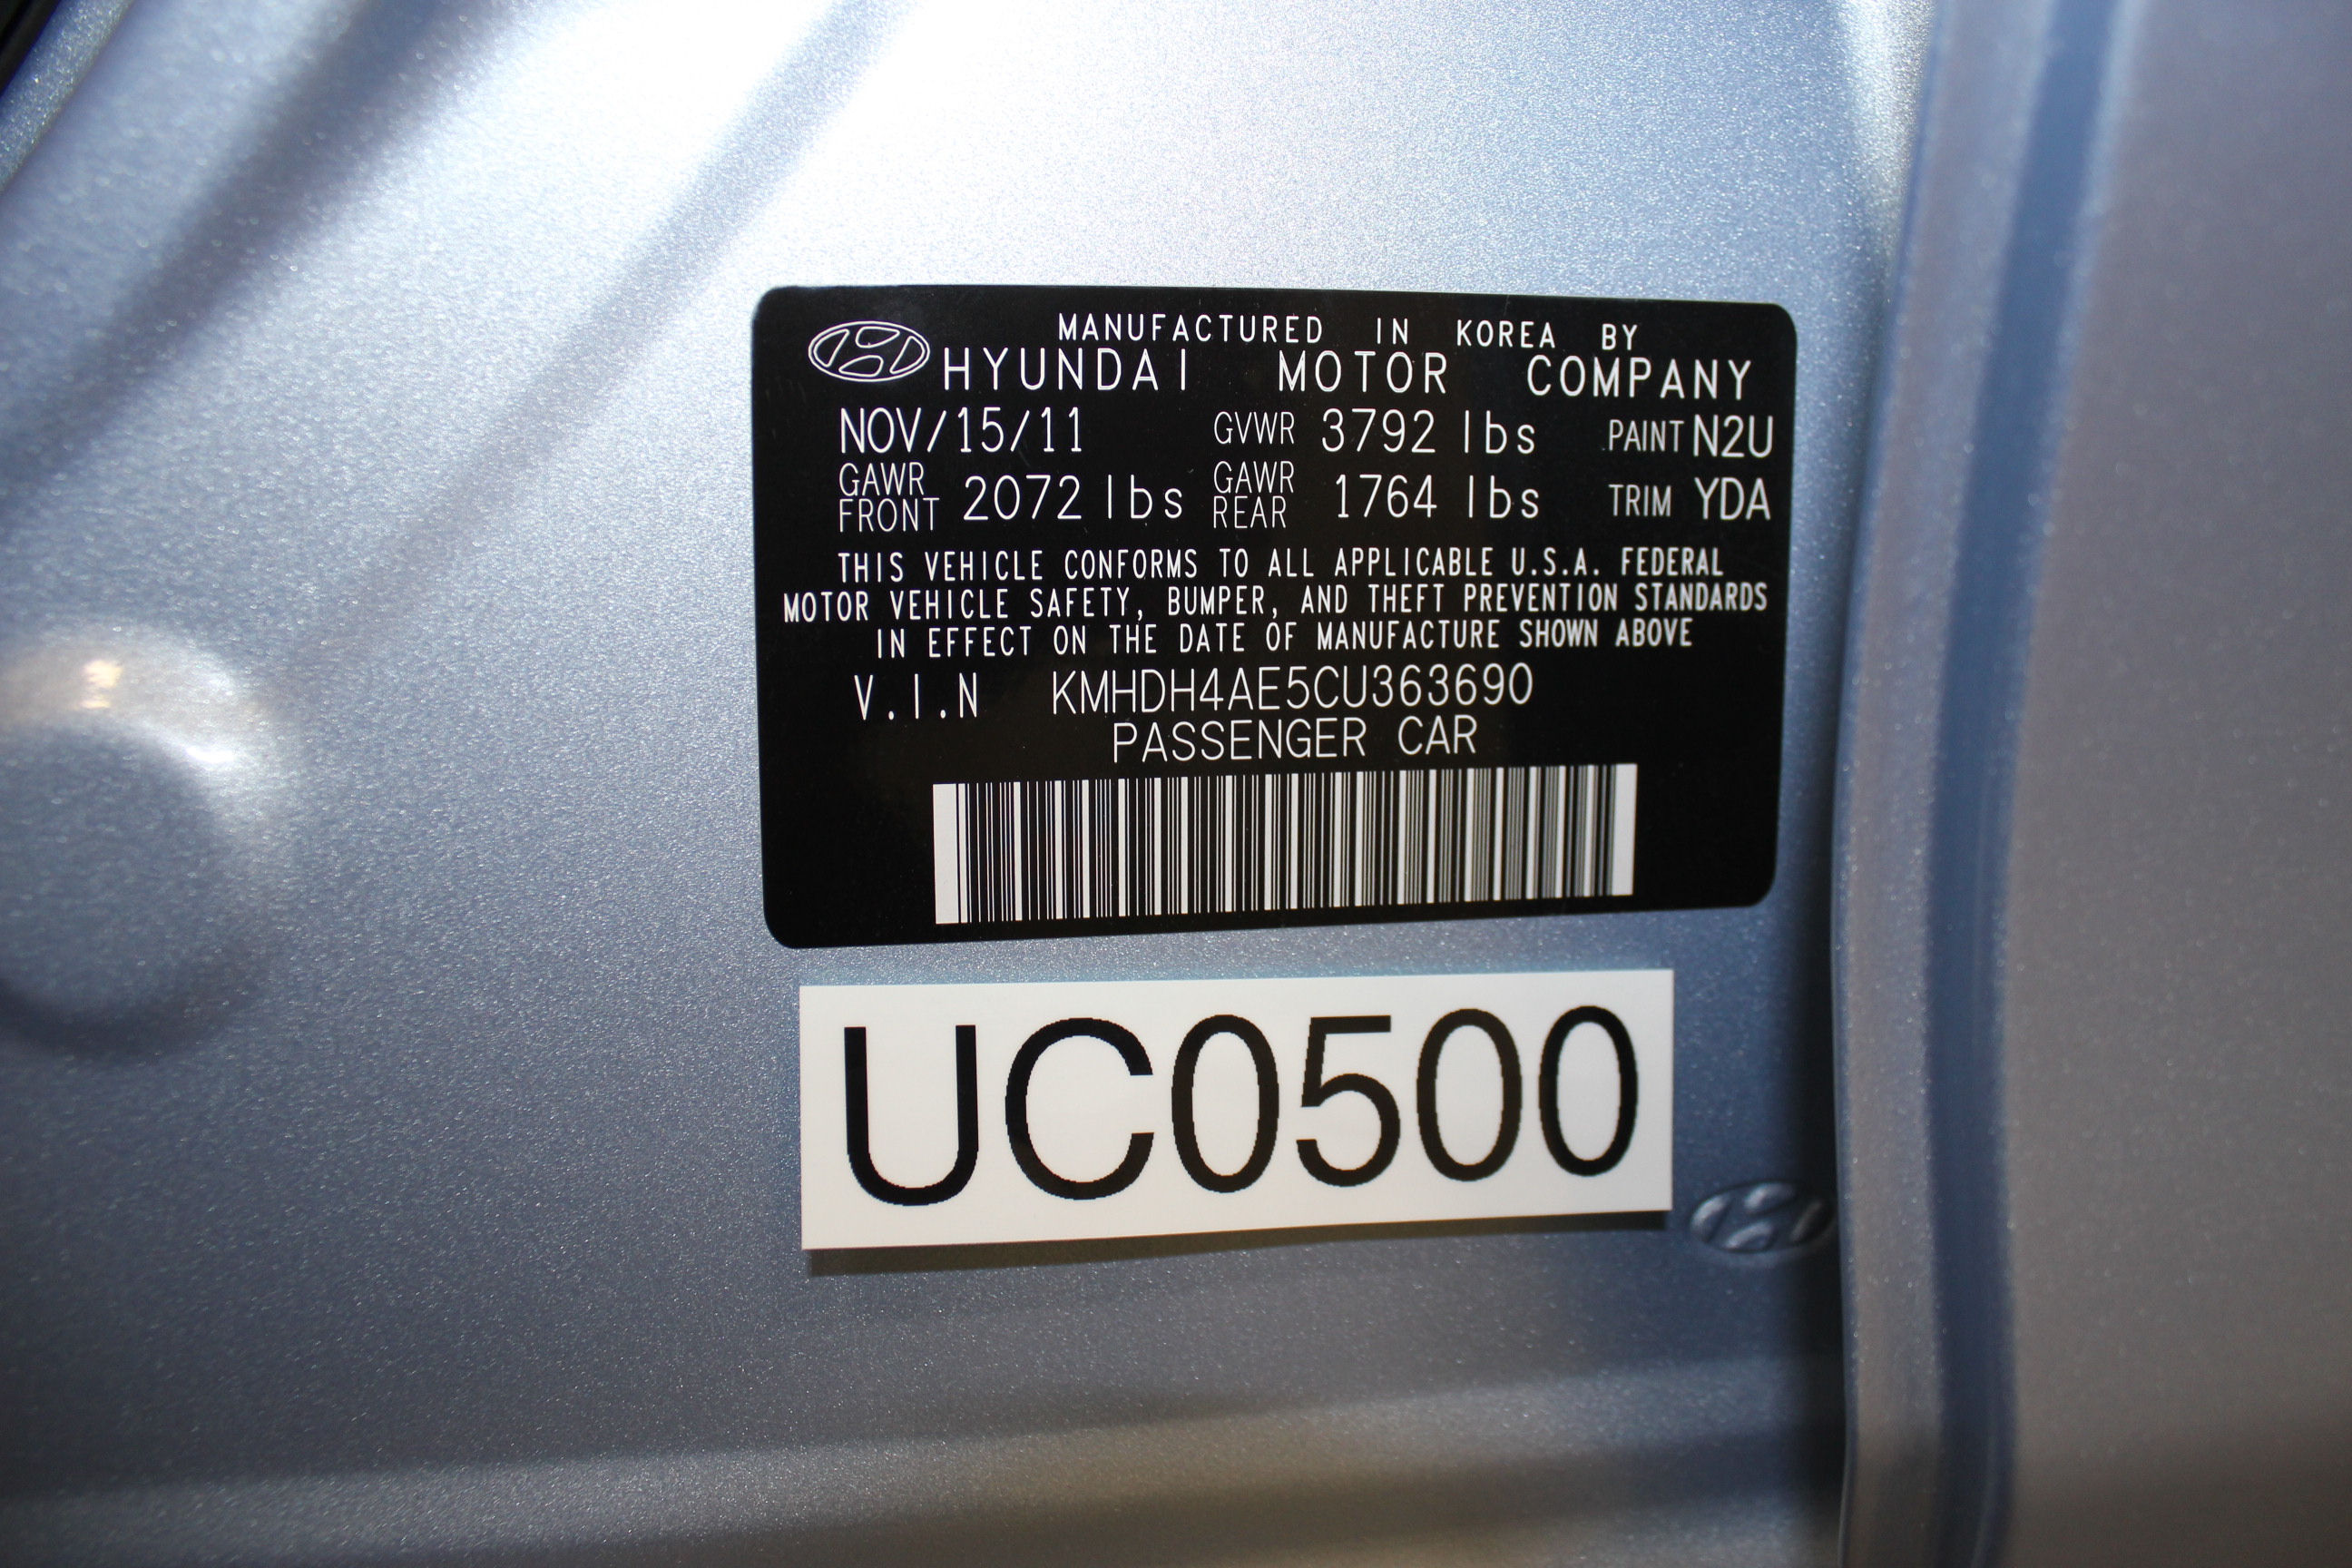 MANUFACTURED IN KOREA BY
HYUNDAI MOTOR COMPANY
NOV/15/11 GVWR 3792 lbs PAINT N2U
GAWR FRONT 2072 lbs GAWR REAR 1764 lbs TRIM YDA
THIS VEHICLE CONFORMS TO ALL APPLICABLE U.S.A. FEDERAL
MOTOR VEHICLE SAFETY, BUMPER, AND THEFT PREVENTION STANDARDS
IN EFFECT ON THE DATE OF MANUFACTURE SHOWN ABOVE
V.I.N KMHDH4AE5CU363690
PASSENGER CAR
UC0500